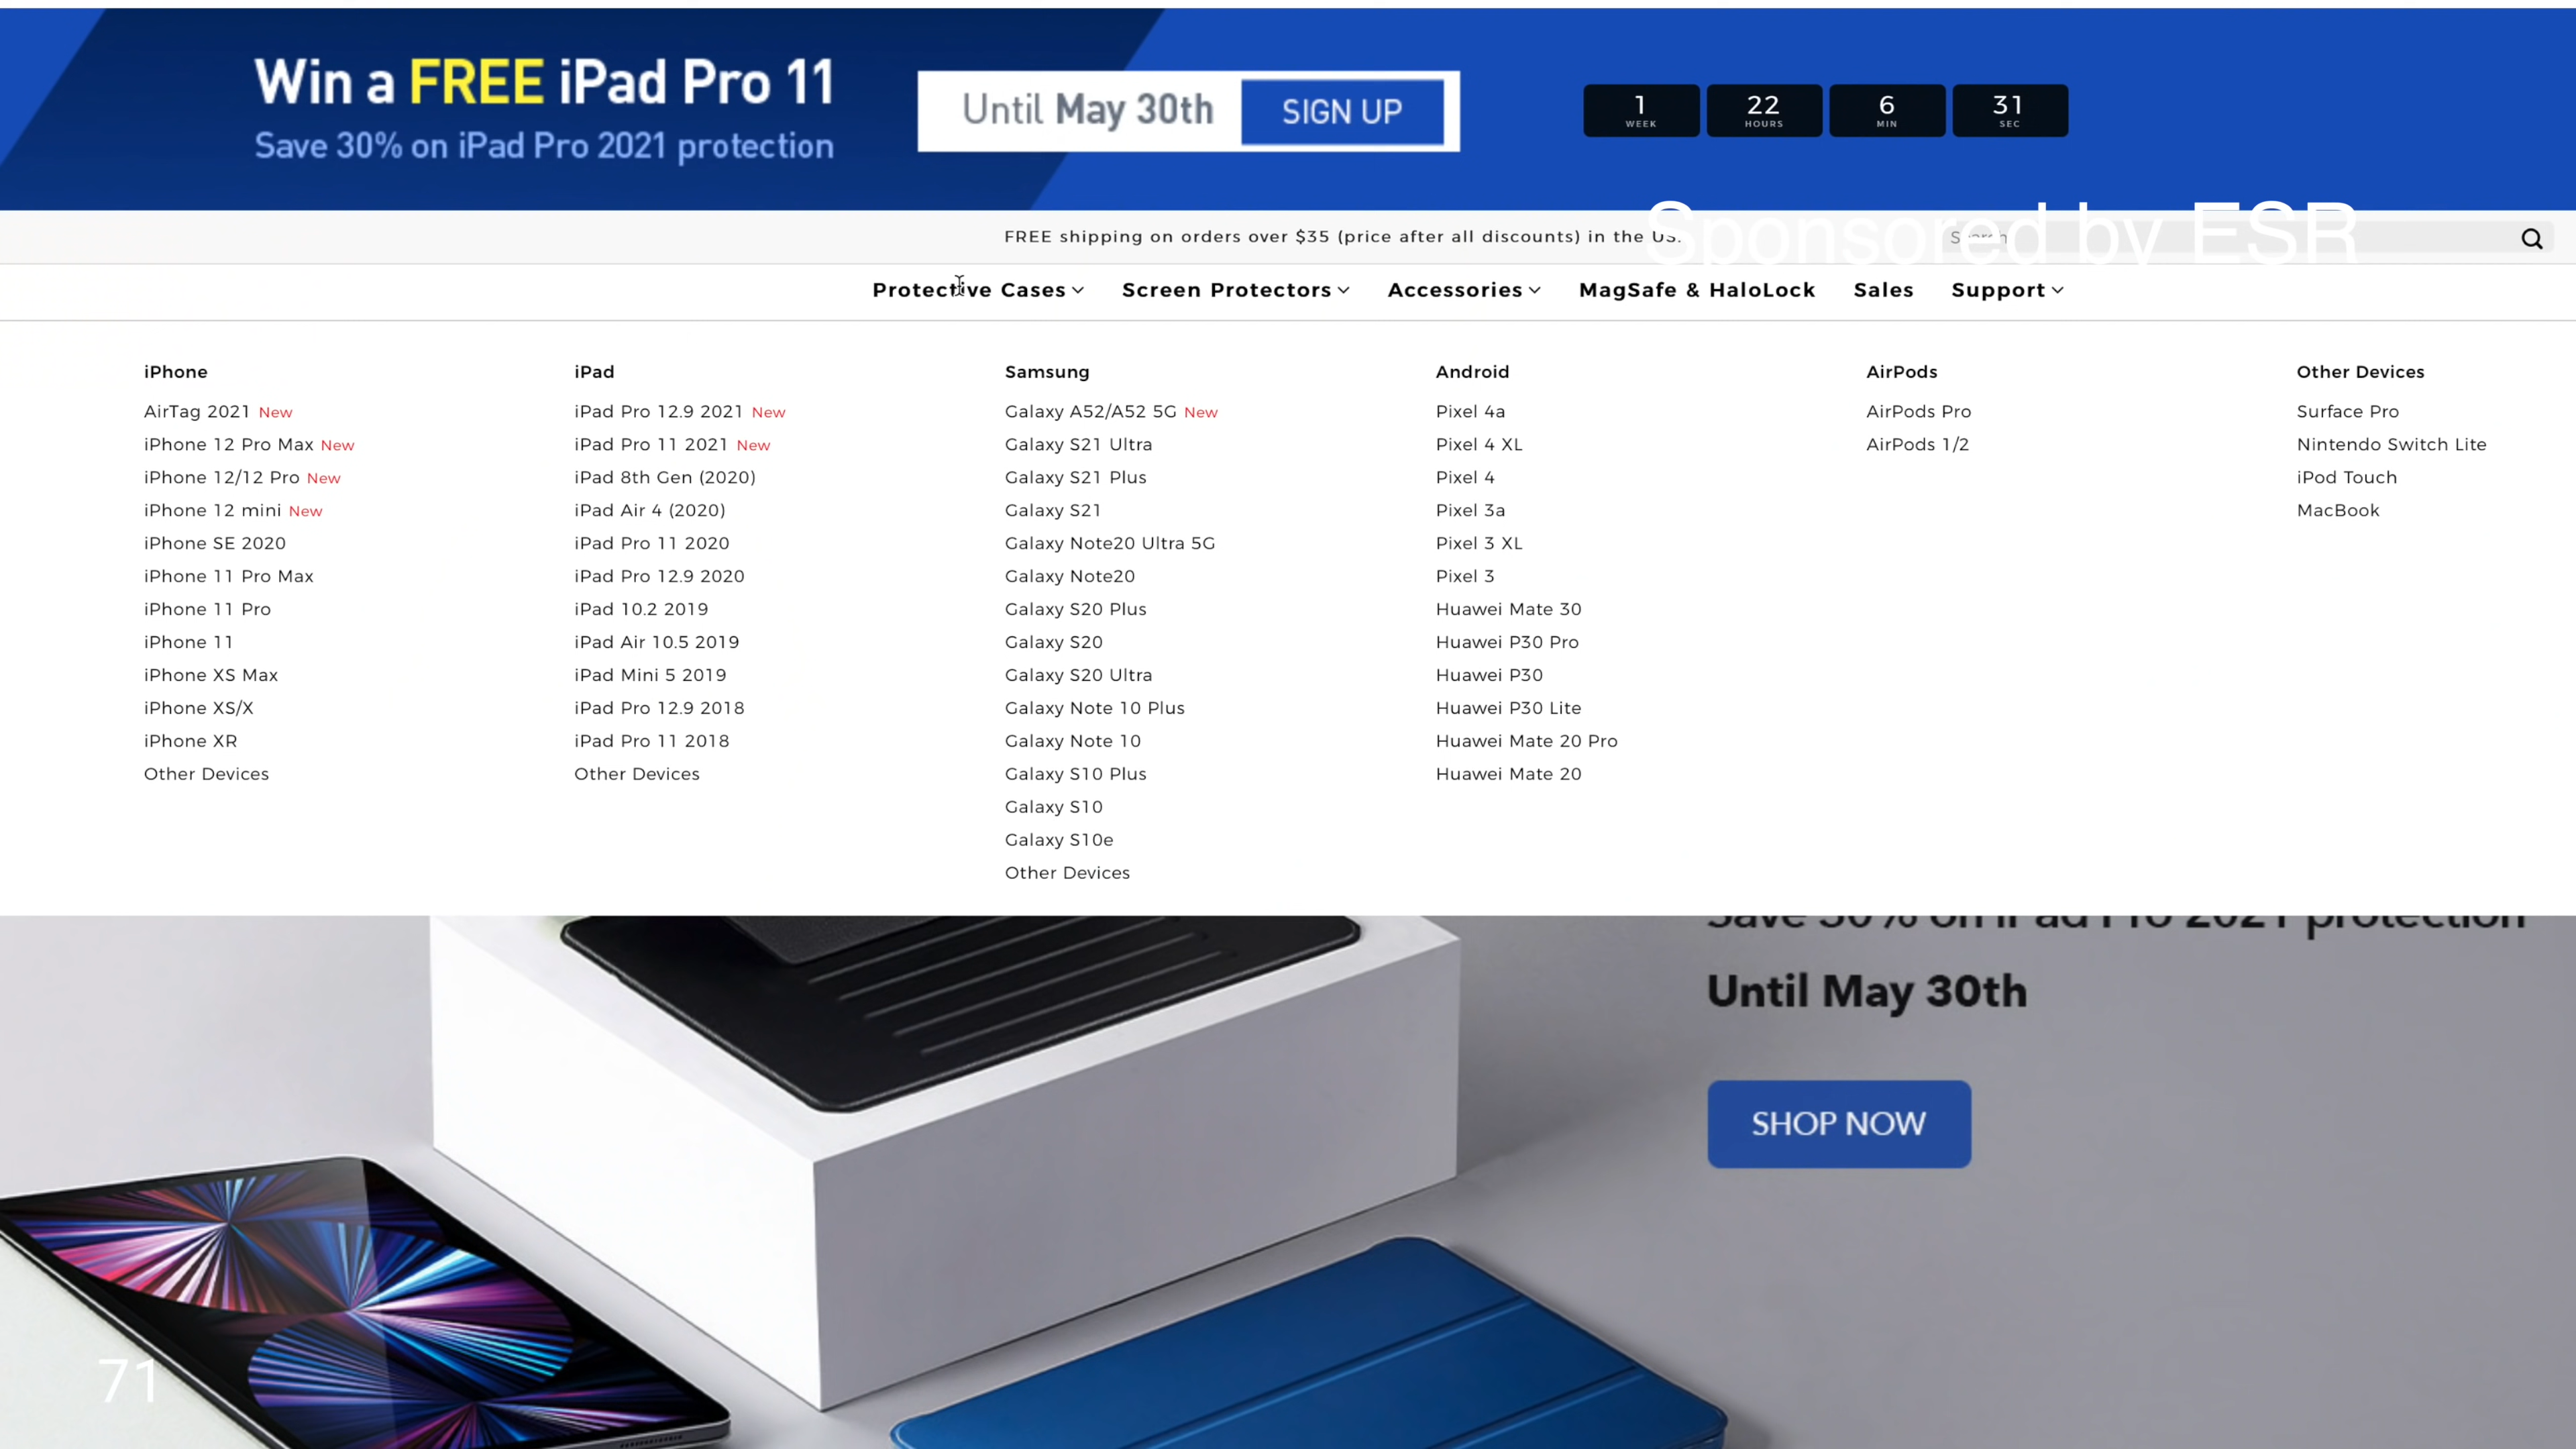 Win a FREE iPad Pro 11
Save 30% on iPad Pro 2021 protection
Until May 30th
SIGN UP
1 WEEK
22 HOURS
6 MIN
31 SEC
Sponsored by ESR
FREE shipping on orders over $35 (price after all discounts) in the US.
Search
Protective Cases
Screen Protectors
Accessories
MagSafe & HaloLock
Sales
Support
iPhone
AirTag 2021 New
iPhone 12 Pro Max New
iPhone 12/12 Pro New
iPhone 12 mini New
iPhone SE 2020
iPhone 11 Pro Max
iPhone 11 Pro
iPhone 11
iPhone XS Max
iPhone XS/X
iPhone XR
Other Devices
iPad
iPad Pro 12.9 2021 New
iPad Pro 11 2021 New
iPad 8th Gen (2020)
iPad Air 4 (2020)
iPad Pro 11 2020
iPad Pro 12.9 2020
iPad 10.2 2019
iPad Air 10.5 2019
iPad Mini 5 2019
iPad Pro 12.9 2018
iPad Pro 11 2018
Other Devices
Samsung
Galaxy A52/A52 5G New
Galaxy S21 Ultra
Galaxy S21 Plus
Galaxy S21
Galaxy Note20 Ultra 5G
Galaxy Note20
Galaxy S20 Plus
Galaxy S20
Galaxy S20 Ultra
Galaxy Note 10 Plus
Galaxy Note 10
Galaxy S10 Plus
Galaxy S10
Galaxy S10e
Other Devices
Android
Pixel 4a
Pixel 4 XL
Pixel 4
Pixel 3a
Pixel 3 XL
Pixel 3
Huawei Mate 30
Huawei P30 Pro
Huawei P30
Huawei P30 Lite
Huawei Mate 20 Pro
Huawei Mate 20
AirPods
AirPods Pro
AirPods 1/2
Other Devices
Surface Pro
Nintendo Switch Lite
iPod Touch
MacBook
Save 30% on iPad Pro 2021 protection
Until May 30th
SHOP NOW
71